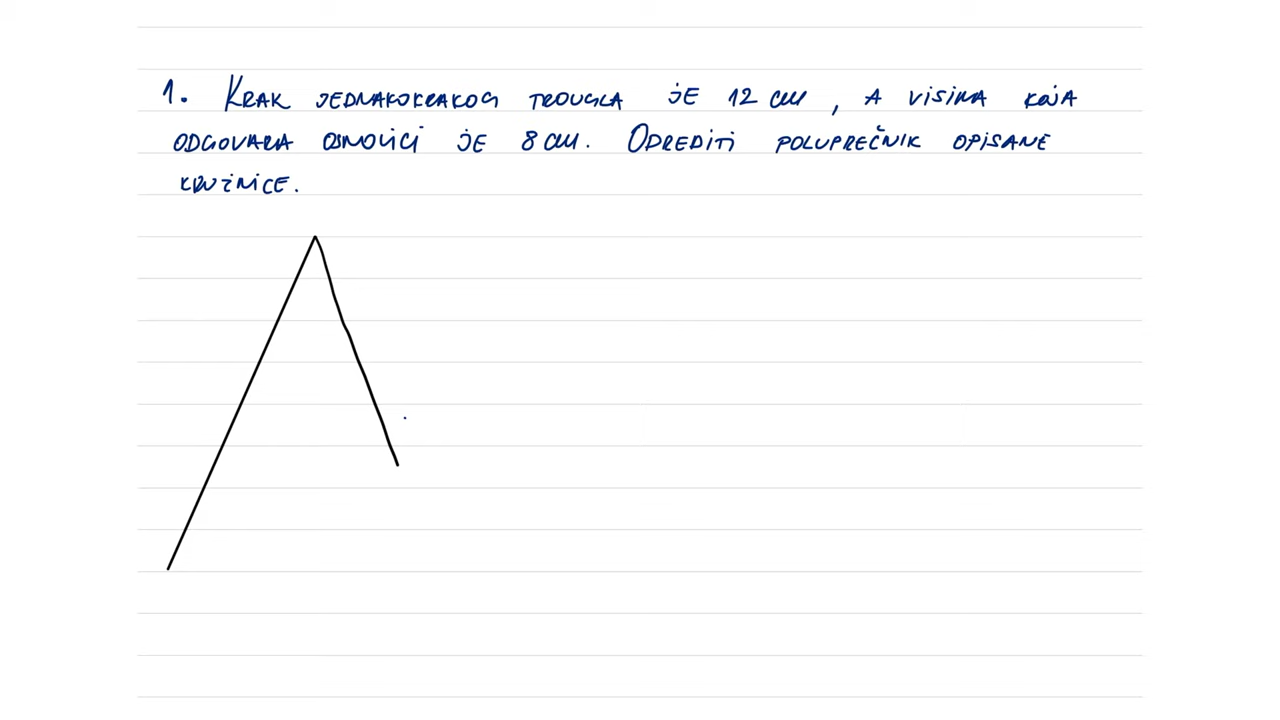 1. KRAK JEDNAKOKRAKOG TROUGLA JE 12 CM, A VISINA KOJA
ODGOVARA OSNOVICI JE 8 CM. ODREDITI POLUPREČNIK OPISANE
KRUŽNICE.